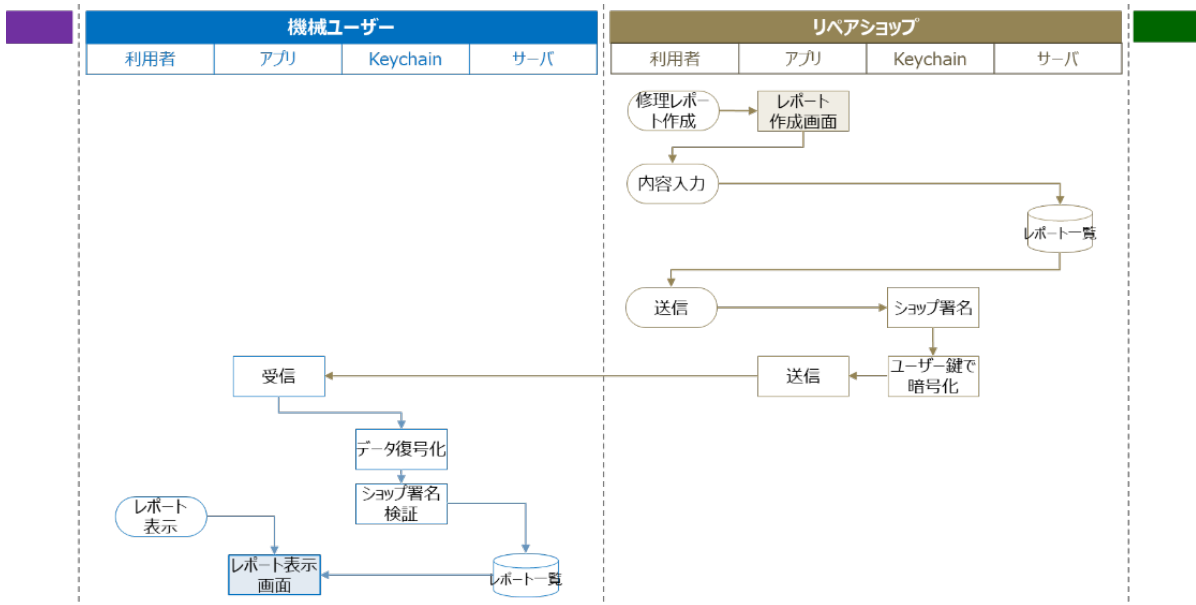 機械ユーザー
リペアショップ
利用者
アプリ
Keychain
サーバ
利用者
アプリ
Keychain
サーバ
修理レポー
ト作成
レポート
作成画面
内容入力
レポート一覧
送信
ショップ署名
受信
送信
ユーザー鍵で
暗号化
データ復号化
ショップ署名
検証
レポート
表示
レポート表示
画面
レポート一覧